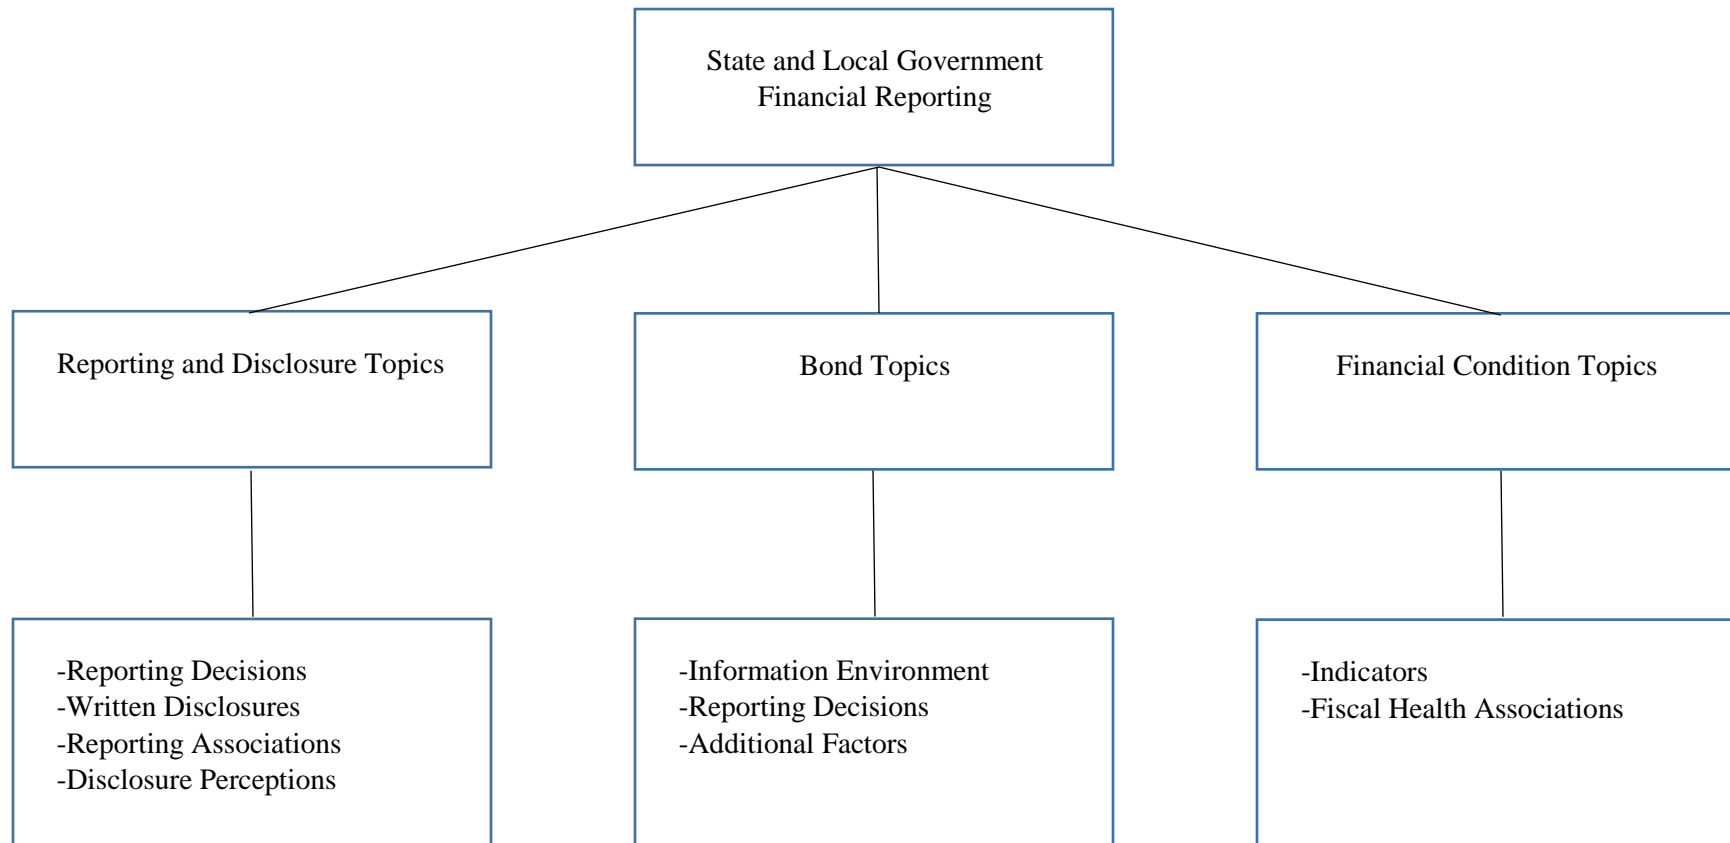 State and Local Government
Financial Reporting
Reporting and Disclosure Topics
Bond Topics
Financial Condition Topics
-Reporting Decisions
-Written Disclosures
-Reporting Associations
-Disclosure Perceptions
-Information Environment
-Reporting Decisions
-Additional Factors
-Indicators
-Fiscal Health Associations